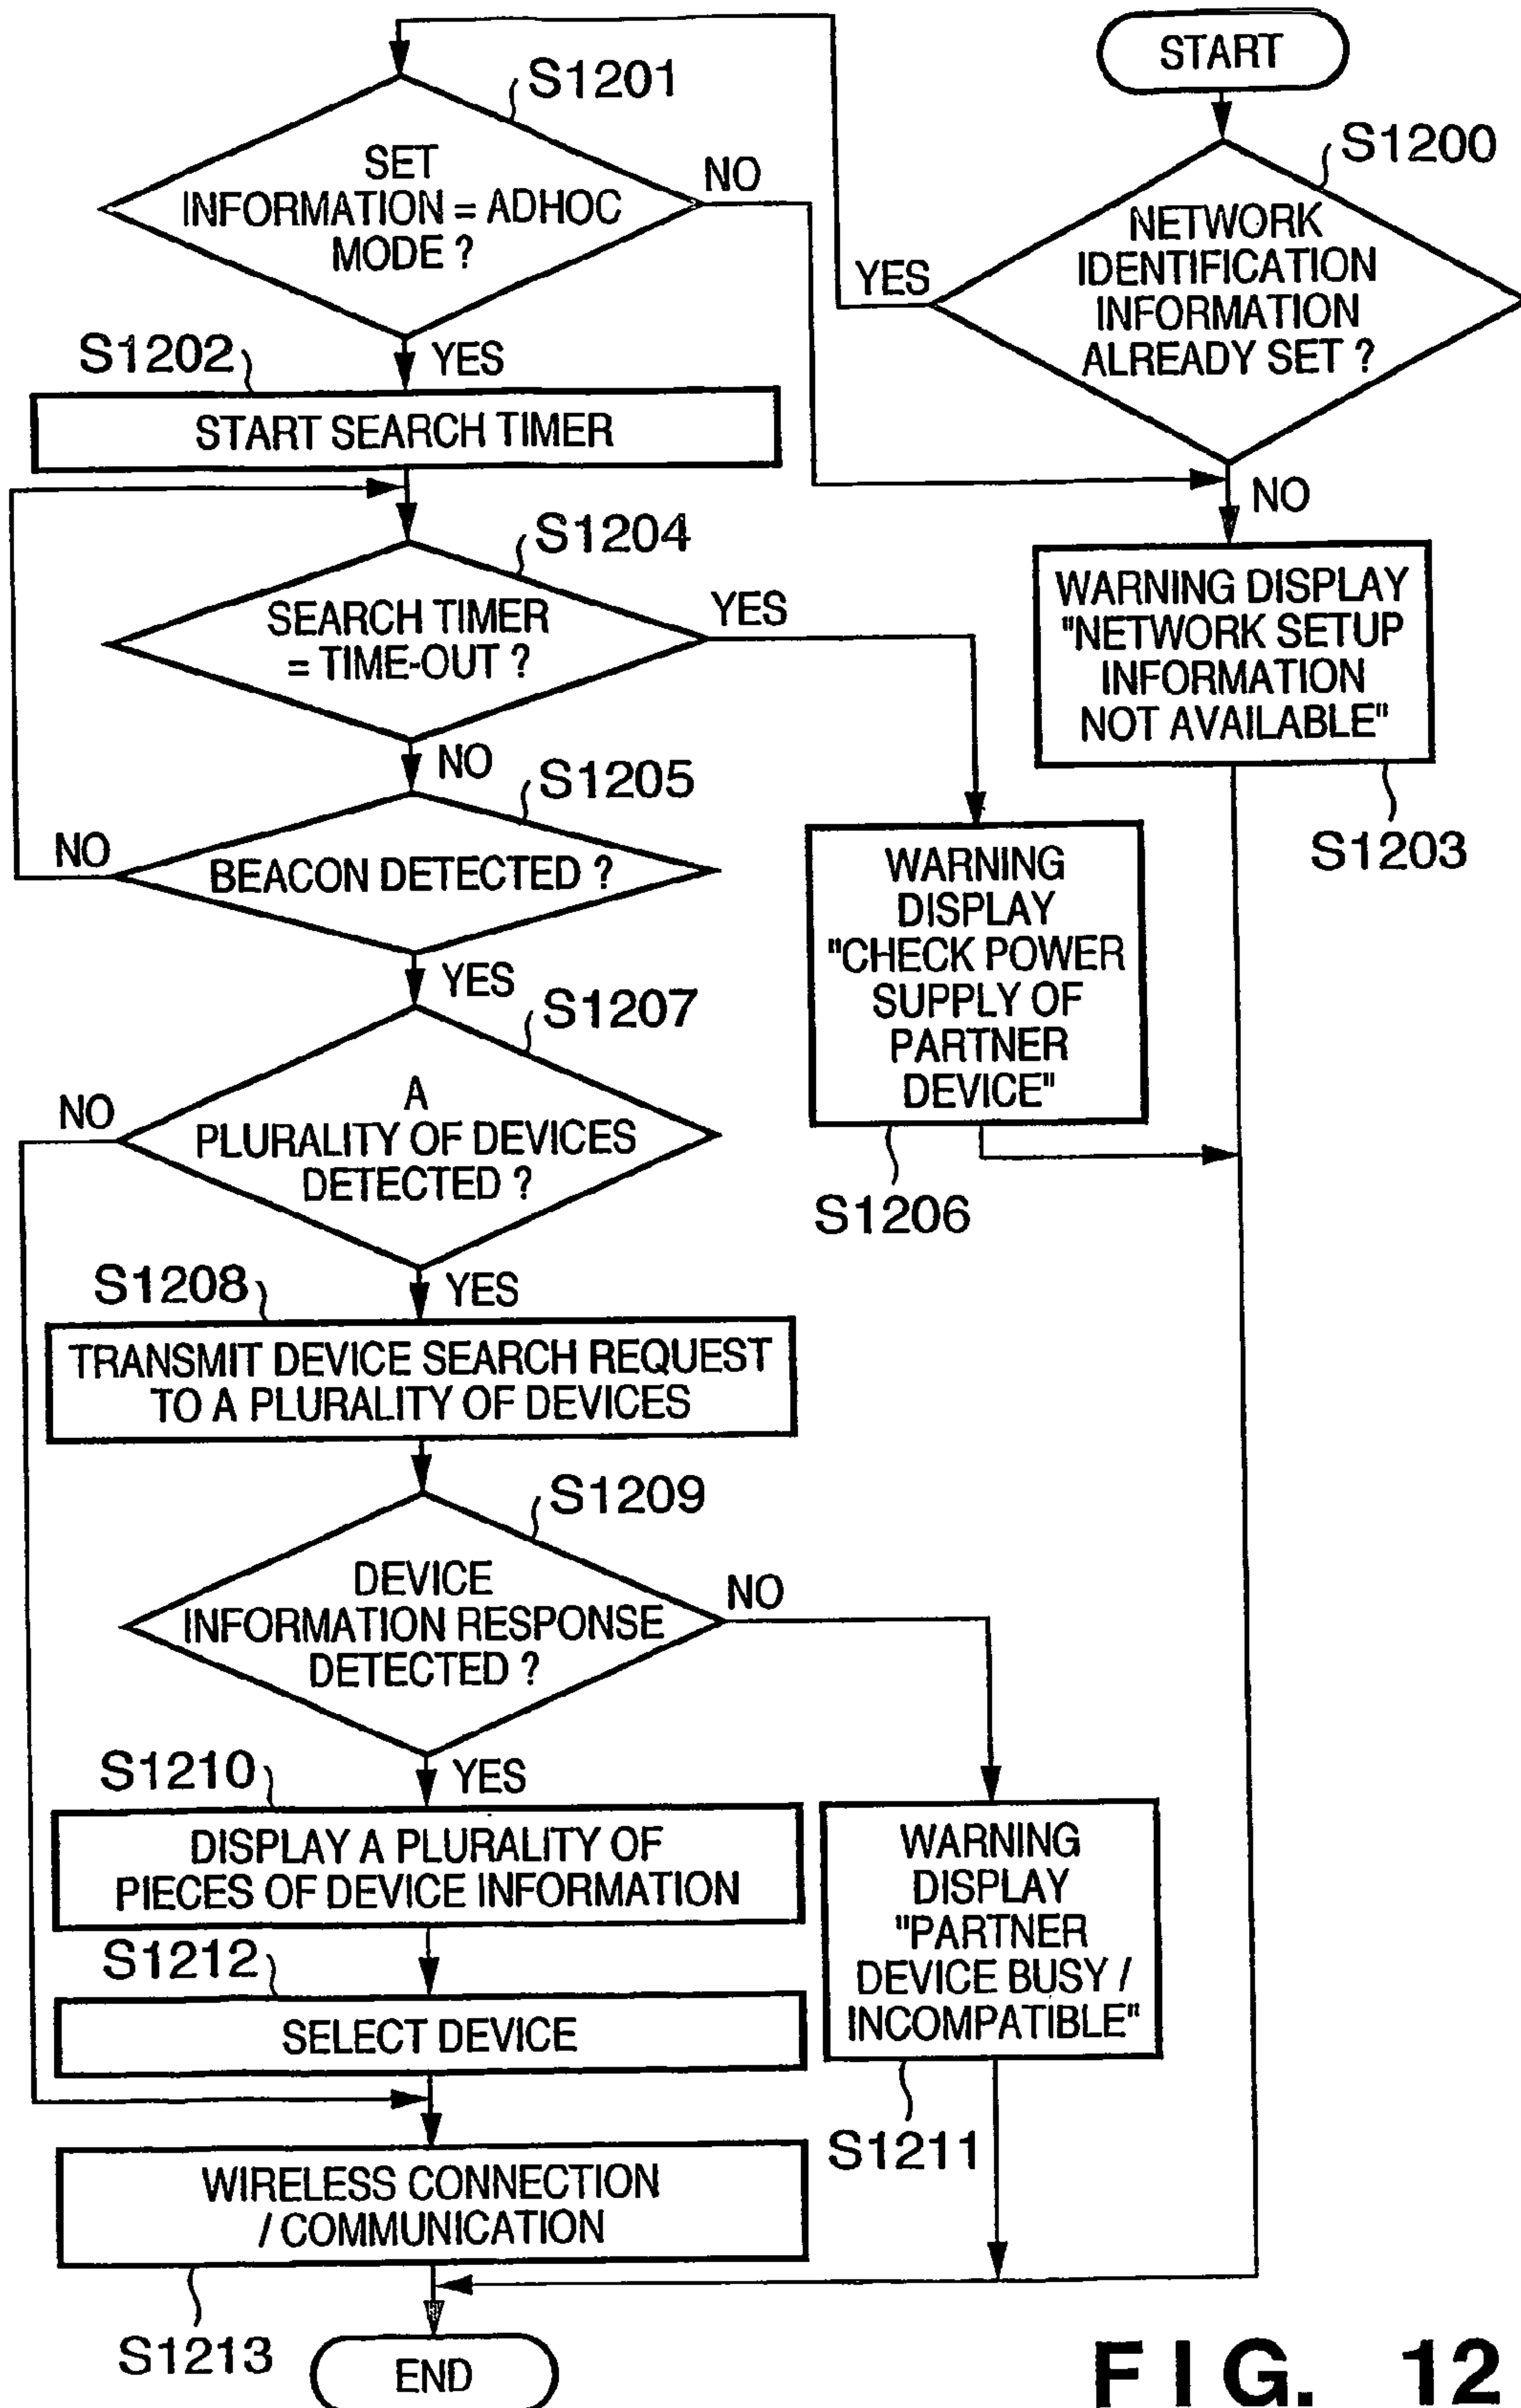 START
S1200
NETWORK
IDENTIFICATION
INFORMATION
ALREADY SET ?
YES
NO
S1201
SET
INFORMATION = ADHOC
MODE ?
NO
YES
S1202
START SEARCH TIMER
WARNING DISPLAY
"NETWORK SETUP
INFORMATION
NOT AVAILABLE"
S1203
S1204
SEARCH TIMER
= TIME-OUT ?
YES
NO
S1205
BEACON DETECTED ?
NO
YES
WARNING
DISPLAY
"CHECK POWER
SUPPLY OF
PARTNER
DEVICE"
S1206
S1207
A
PLURALITY OF DEVICES
DETECTED ?
NO
YES
S1208
TRANSMIT DEVICE SEARCH REQUEST
TO A PLURALITY OF DEVICES
S1209
DEVICE
INFORMATION RESPONSE
DETECTED ?
NO
YES
S1210
DISPLAY A PLURALITY OF
PIECES OF DEVICE INFORMATION
WARNING
DISPLAY
"PARTNER
DEVICE BUSY /
INCOMPATIBLE"
S1211
S1212
SELECT DEVICE
WIRELESS CONNECTION
/ COMMUNICATION
S1213
END
FIG. 12